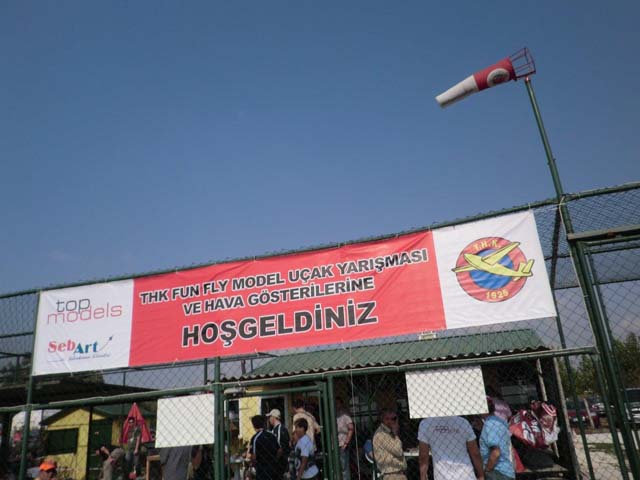 top
models
SebArt
THK FUN FLY MODEL UÇAK YARIŞMASI
VE HAVA GÖSTERİLERİNE
HOŞGELDİNİZ
T.H.K.
1925